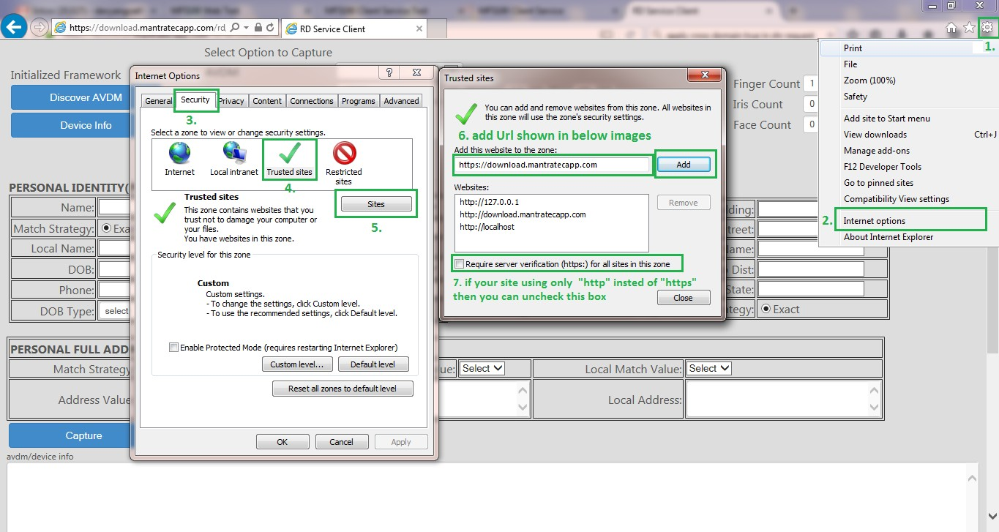 https://download.mantratecapp.com/rd
RD Service Client
RD Service Client
1.
Select Option to Capture
Initialized Framework
Discover AVDM
Device Info
Finger Count 1
Iris Count 0
Face Count 0
Print
File
Zoom (100%)
Safety
Add site to Start menu
View downloads Ctrl+J
Manage add-ons
F12 Developer Tools
Go to pinned sites
Compatibility View settings
2. Internet options
About Internet Explorer
Internet Options
General Security Privacy Content Connections Programs Advanced
3.
Select a zone to view or change security settings.
Internet Local intranet Trusted sites Restricted sites
4.
Trusted sites
This zone contains websites that you
trust not to damage your computer or
your files.
You have websites in this zone.
Sites
5.
Security level for this zone
Custom
Custom settings.
- To change the settings, click Custom level.
- To use the recommended settings, click Default level.
Enable Protected Mode (requires restarting Internet Explorer)
Custom level... Default level
Reset all zones to default level
OK Cancel Apply
Trusted sites
You can add and remove websites from this zone. All websites in
this zone will use the zone's security settings.
6. add Url shown in below images
Add this website to the zone:
https://download.mantratecapp.com Add
Websites:
http://127.0.0.1
http://download.mantratecapp.com
http://localhost
Remove
Require server verification (https:) for all sites in this zone
7. if your site using only "http" insted of "https"
then you can uncheck this box
Close
PERSONAL IDENTITY(
Name:
Match Strategy: Exa
Local Name:
DOB:
Phone:
DOB Type: select
ding:
treet:
Name:
Dist:
State:
tegy: Exact
PERSONAL FULL ADD
Match Strategy
ue: Select
Local Match Value: Select
Address Value
Local Address:
Capture
avdm/device info